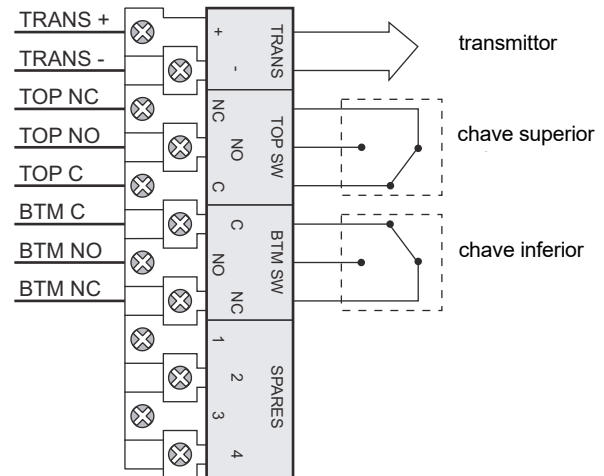 TRANS +
TRANS -
TOP NC
TOP NO
TOP C
BTM C
BTM NO
BTM NC
+
-
TRANS
NC
NO
C
TOP SW
C
NO
NC
BTM SW
1
2
3
4
SPARES
transmittor
chave superior
chave inferior